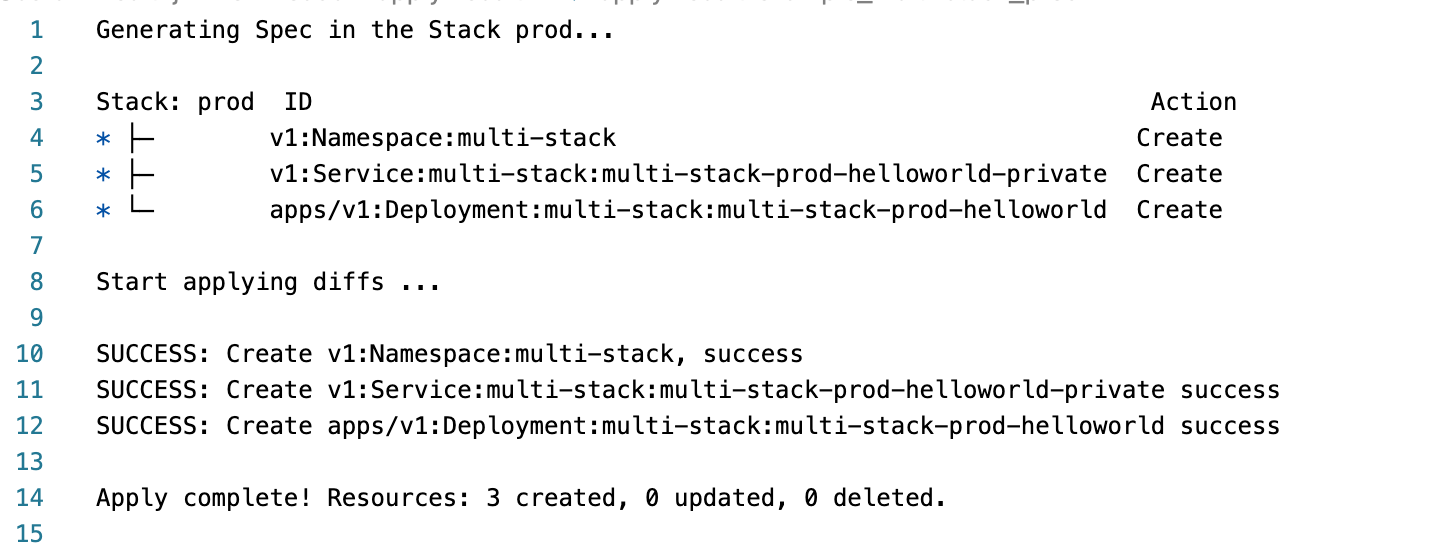 1 Generating Spec in the Stack prod...
2
3 Stack: prod  ID                                                          Action
4 * ├─        v1:Namespace:multi-stack                                    Create
5 * ├─        v1:Service:multi-stack:multi-stack-prod-helloworld-private  Create
6 * └─        apps/v1:Deployment:multi-stack:multi-stack-prod-helloworld  Create
7
8 Start applying diffs ...
9
10 SUCCESS: Create v1:Namespace:multi-stack, success
11 SUCCESS: Create v1:Service:multi-stack:multi-stack-prod-helloworld-private success
12 SUCCESS: Create apps/v1:Deployment:multi-stack:multi-stack-prod-helloworld success
13
14 Apply complete! Resources: 3 created, 0 updated, 0 deleted.
15